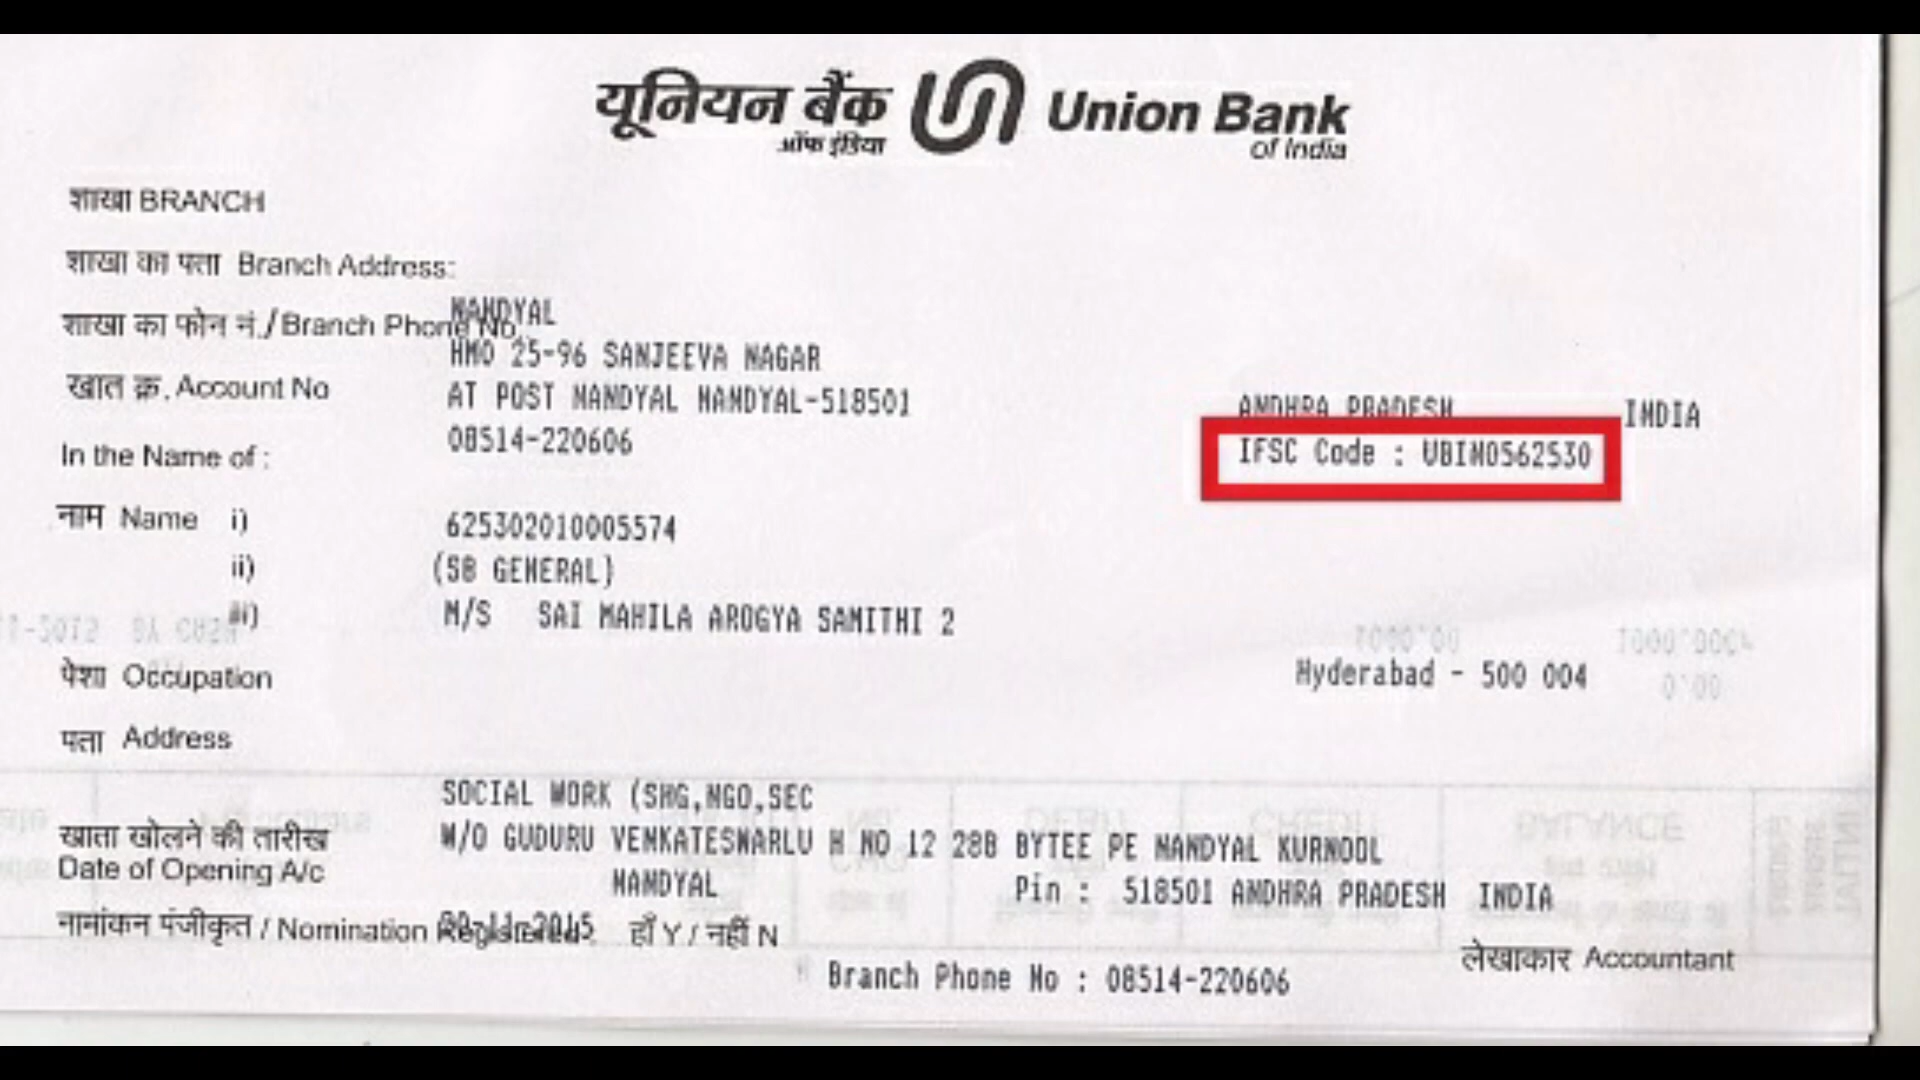 यूनियन बैंक Union Bank
ऑफ इंडिया of India
शाखा BRANCH
शाखा का पता Branch Address:
NANDYAL
शाखा का फोन नं./Branch Phone No.
HNO 25-96 SANJEEVA NAGAR
खाता क्र. Account No
AT POST NANDYAL NANDYAL-518501
ANDHRA PRADESH INDIA
08514-220606
IFSC Code : UBIN0562530
In the Name of :
नाम Name i)
625302010005574
ii)
(SB GENERAL)
iii)
M/S SAI MAHILA AROGYA SAMITHI 2
पेशा Occupation
Hyderabad - 500 004
पता Address
SOCIAL WORK (SHG,NGO,SEC
खाता खोलने की तारीख
W/O GUDURU VENKATESWARLU H NO 12 28B BYTEE PE NANDYAL KURNOOL
Date of Opening A/c
NANDYAL Pin : 518501 ANDHRA PRADESH INDIA
नामांकन पंजीकृत / Nomination Registered : हाँ Y / नहीं N
-11-2015
लेखाकार Accountant
Branch Phone No : 08514-220606